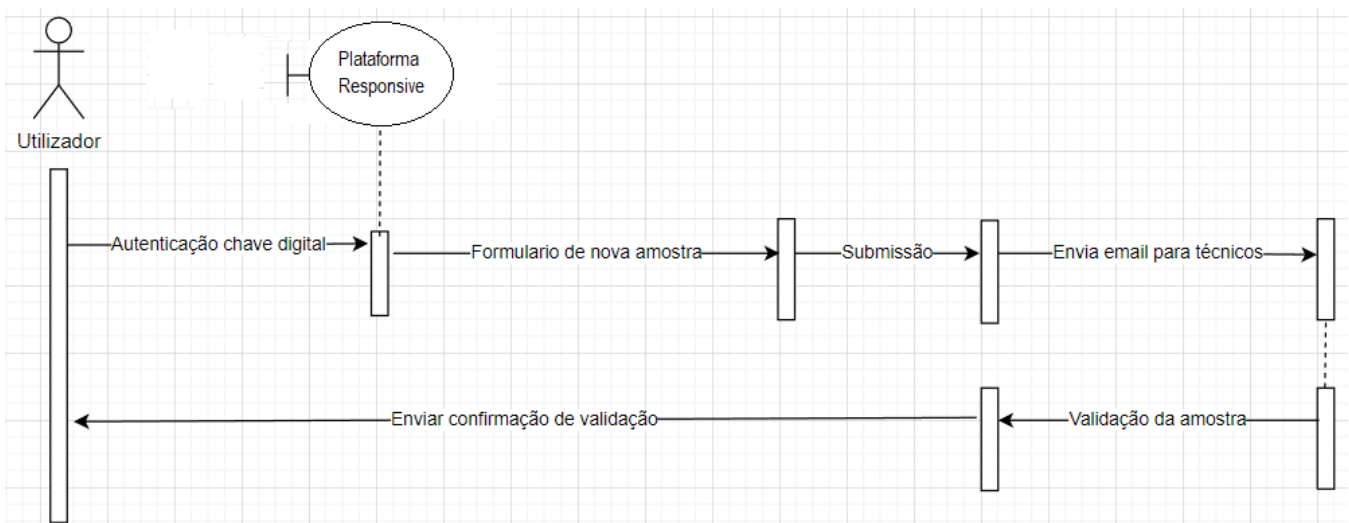 Plataforma
Responsive
Utilizador
Autenticação chave digital
Formulario de nova amostra
Submissão
Envia email para técnicos
Enviar confirmação de validação
Validação da amostra